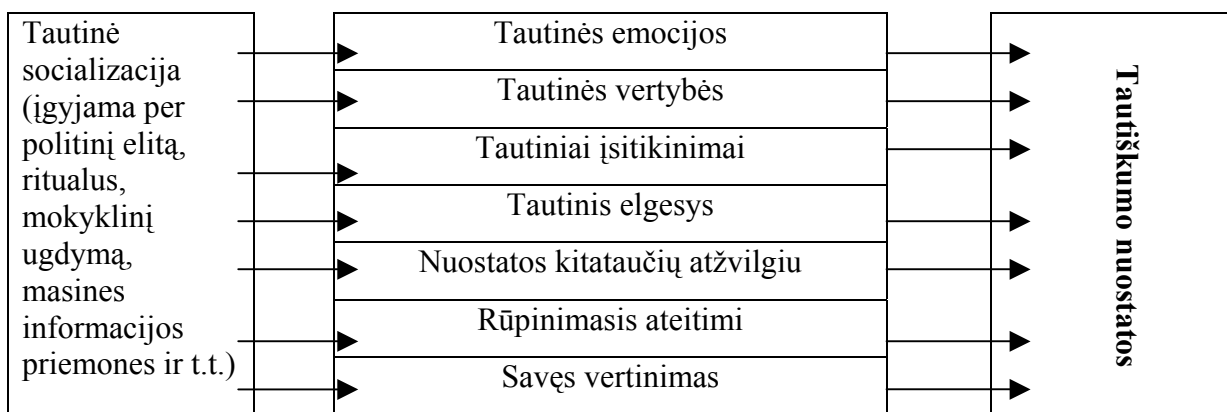 Tautinė
socializacija
(įgyjama per
politinį elitą,
ritualus,
mokyklinį
ugdymą,
masines
informacijos
priemones ir t.t.)
Tautinės emocijos
Tautinės vertybės
Tautiniai įsitikinimai
Tautinis elgesys
Nuostatos kitataučių atžvilgiu
Rūpinimasis ateitimi
Savęs vertinimas
Tautiškumo nuostatos